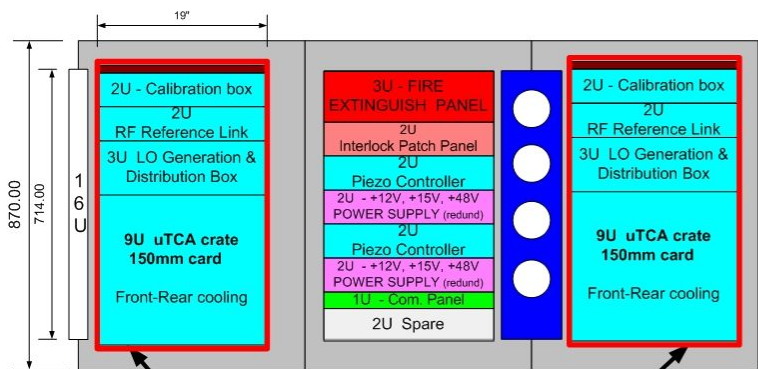 19"
870.00
714.00
1
6
U
2U - Calibration box
2U
RF Reference Link
3U LO Generation &
Distribution Box
9U uTCA crate
150mm card
Front-Rear cooling
3U - FIRE
EXTINGUISH PANEL
2U
Interlock Patch Panel
2U
Piezo Controller
2U - +12V, +15V, +48V
POWER SUPPLY (redund)
2U
Piezo Controller
2U - +12V, +15V, +48V
POWER SUPPLY (redund)
1U - Com. Panel
2U Spare
2U - Calibration box
2U
RF Reference Link
3U LO Generation &
Distribution Box
9U uTCA crate
150mm card
Front-Rear cooling